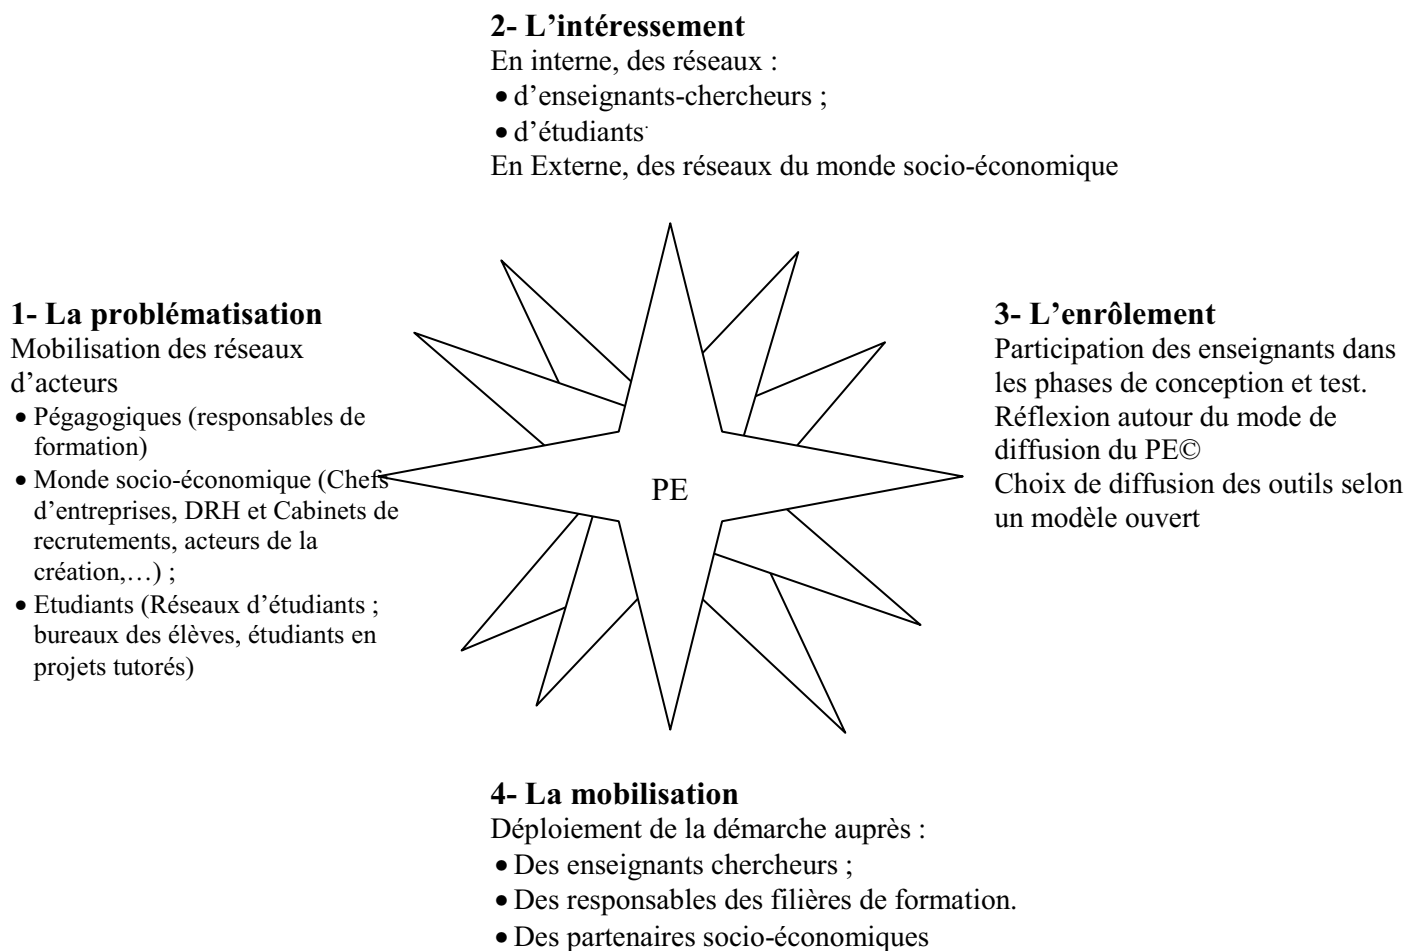 2- L’intéressement
En interne, des réseaux :
• d’enseignants-chercheurs ;
• d’étudiants.
En Externe, des réseaux du monde socio-économique
1- La problématisation
Mobilisation des réseaux
d’acteurs
• Pégagogiques (responsables de
formation)
• Monde socio-économique (Chefs
d’entreprises, DRH et Cabinets de
recrutements, acteurs de la
création,…) ;
• Etudiants (Réseaux d’étudiants ;
bureaux des élèves, étudiants en
projets tutorés)
PE
3- L’enrôlement
Participation des enseignants dans
les phases de conception et test.
Réflexion autour du mode de
diffusion du PE©
Choix de diffusion des outils selon
un modèle ouvert
4- La mobilisation
Déploiement de la démarche auprès :
• Des enseignants chercheurs ;
• Des responsables des filières de formation.
• Des partenaires socio-économiques